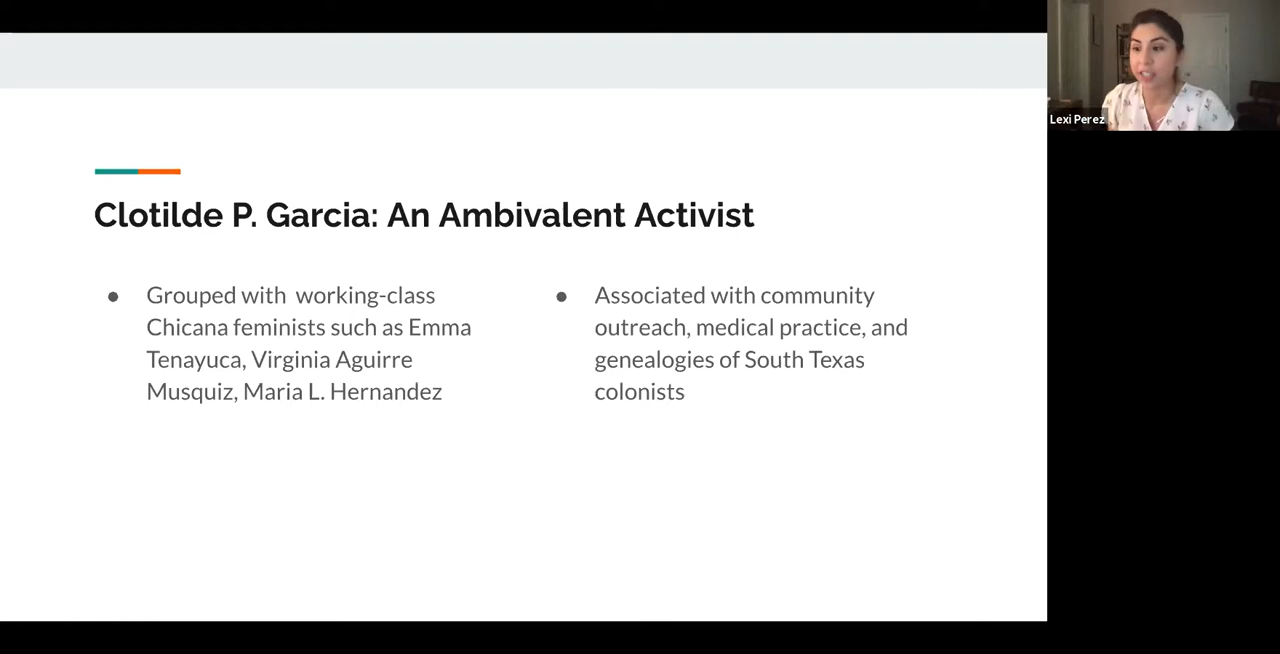 Clotilde P. Garcia: An Ambivalent Activist
● Grouped with working-class
Chicana feminists such as Emma
Tenayuca, Virginia Aguirre
Musquiz, Maria L. Hernandez
● Associated with community
outreach, medical practice, and
genealogies of South Texas
colonists
Lexi Perez